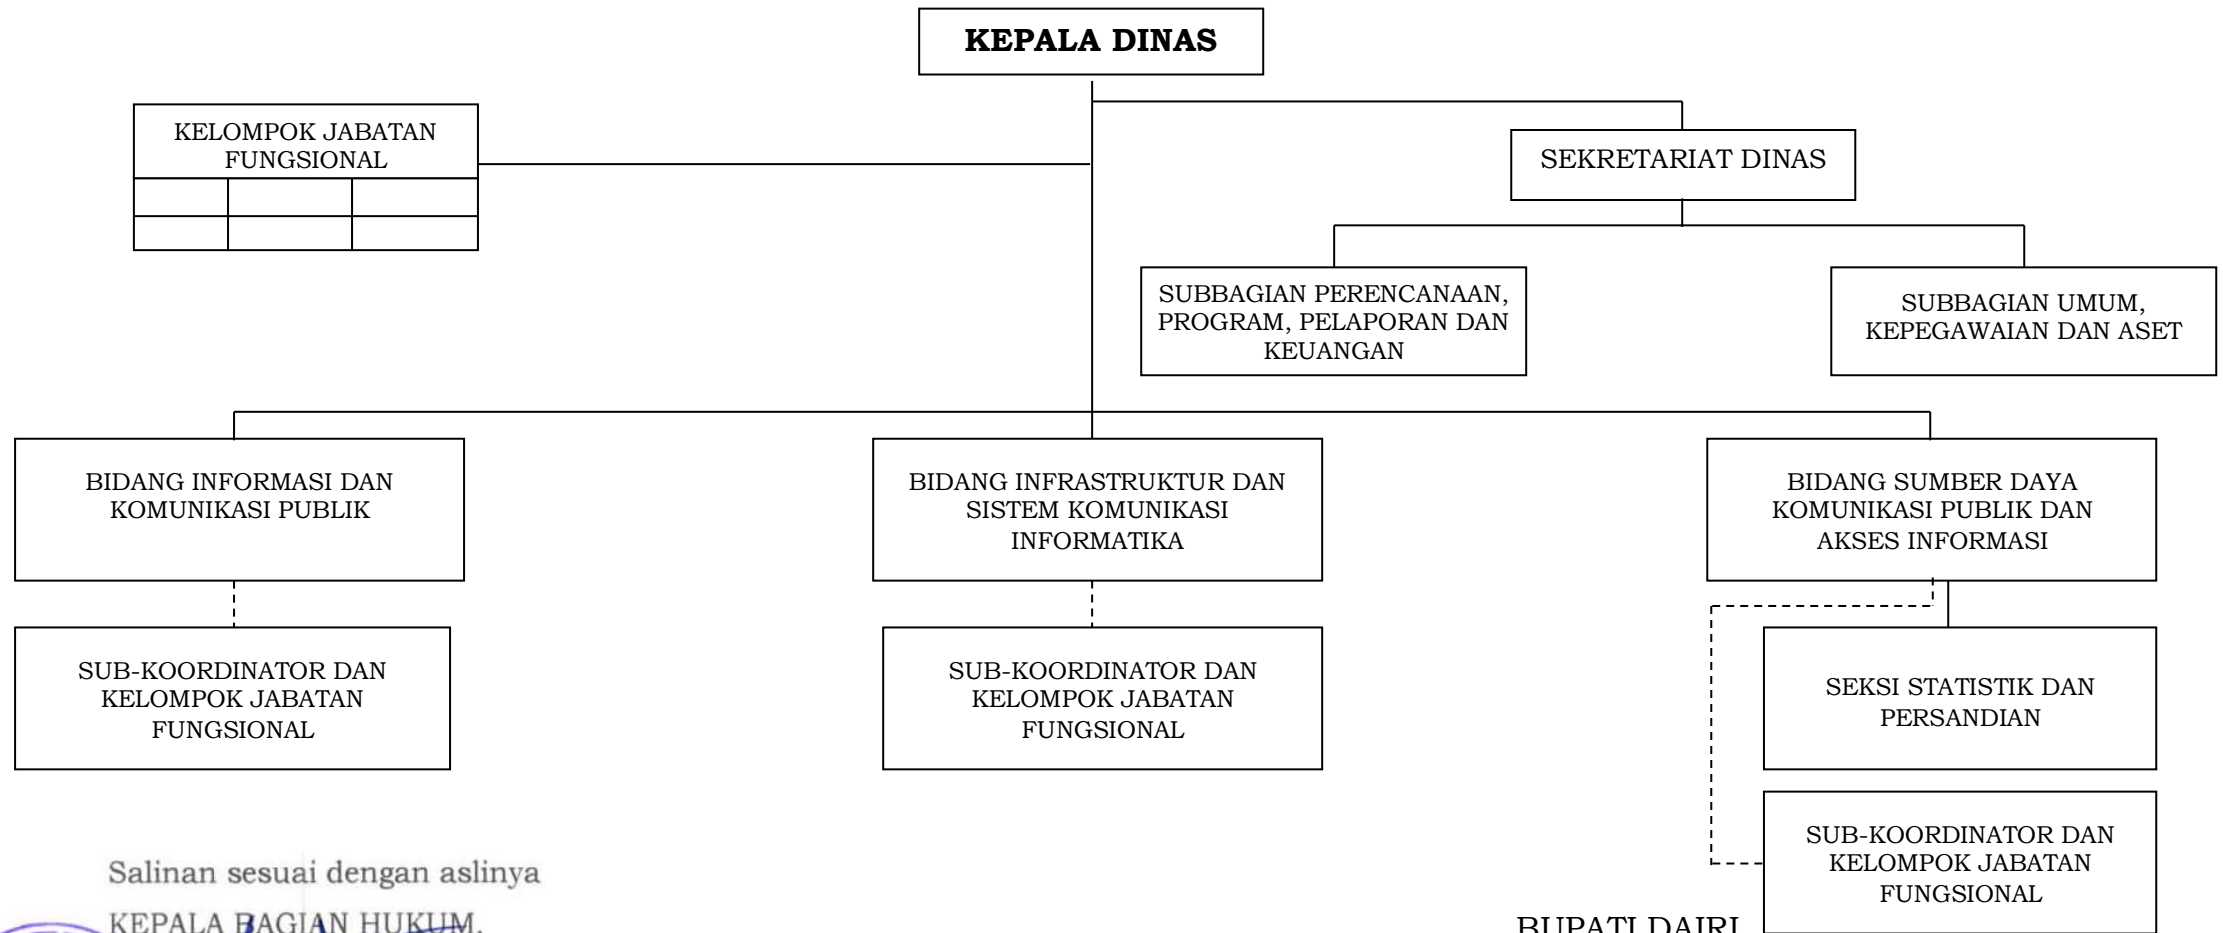 KEPALA DINAS
KELOMPOK JABATAN
FUNGSIONAL
SEKRETARIAT DINAS
SUBBAGIAN PERENCANAAN,
PROGRAM, PELAPORAN DAN
KEUANGAN
SUBBAGIAN UMUM,
KEPEGAWAIAN DAN ASET
BIDANG INFORMASI DAN
KOMUNIKASI PUBLIK
BIDANG INFRASTRUKTUR DAN
SISTEM KOMUNIKASI
INFORMATIKA
BIDANG SUMBER DAYA
KOMUNIKASI PUBLIK DAN
AKSES INFORMASI
SUB-KOORDINATOR DAN
KELOMPOK JABATAN
FUNGSIONAL
SUB-KOORDINATOR DAN
KELOMPOK JABATAN
FUNGSIONAL
SEKSI STATISTIK DAN
PERSANDIAN
SUB-KOORDINATOR DAN
KELOMPOK JABATAN
FUNGSIONAL
Salinan sesuai dengan aslinya
KEPALA BAGIAN HUKUM,
BUPATI DAIRI